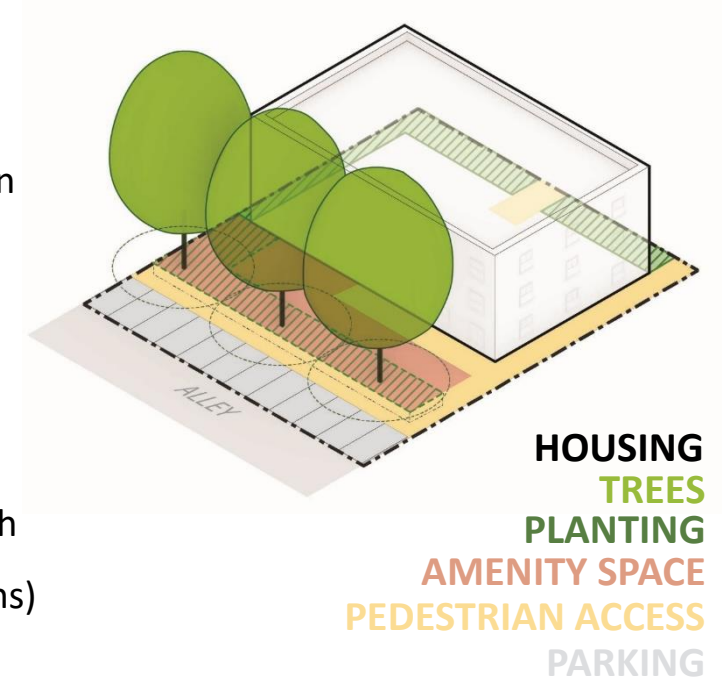 n
ALLEY
h
ns)
HOUSING
TREES
PLANTING
AMENITY SPACE
PEDESTRIAN ACCESS
PARKING